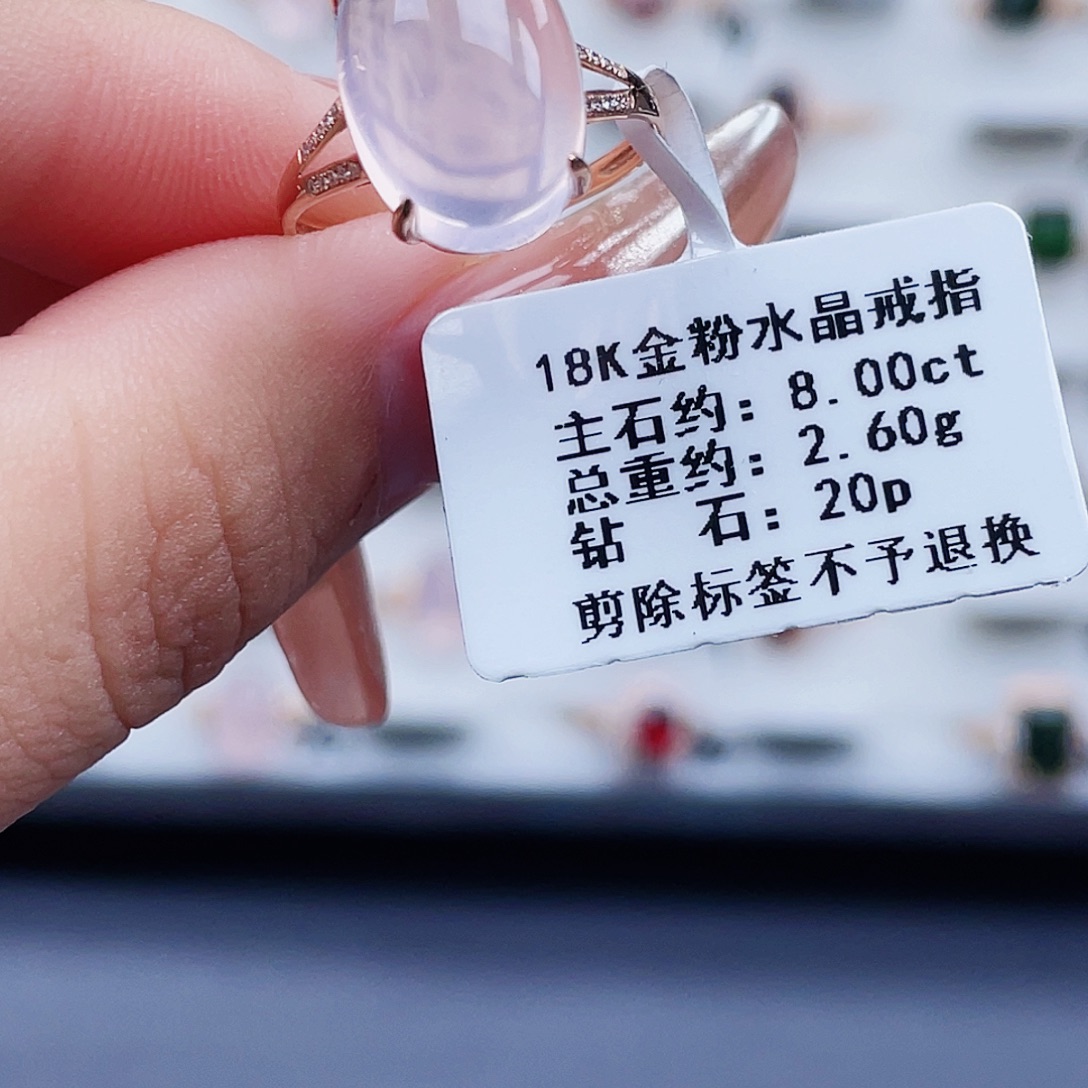 18K金粉水晶戒指
主石约：8.00ct
总重约：2.60g
钻　石：20p
剪除标签不予退换